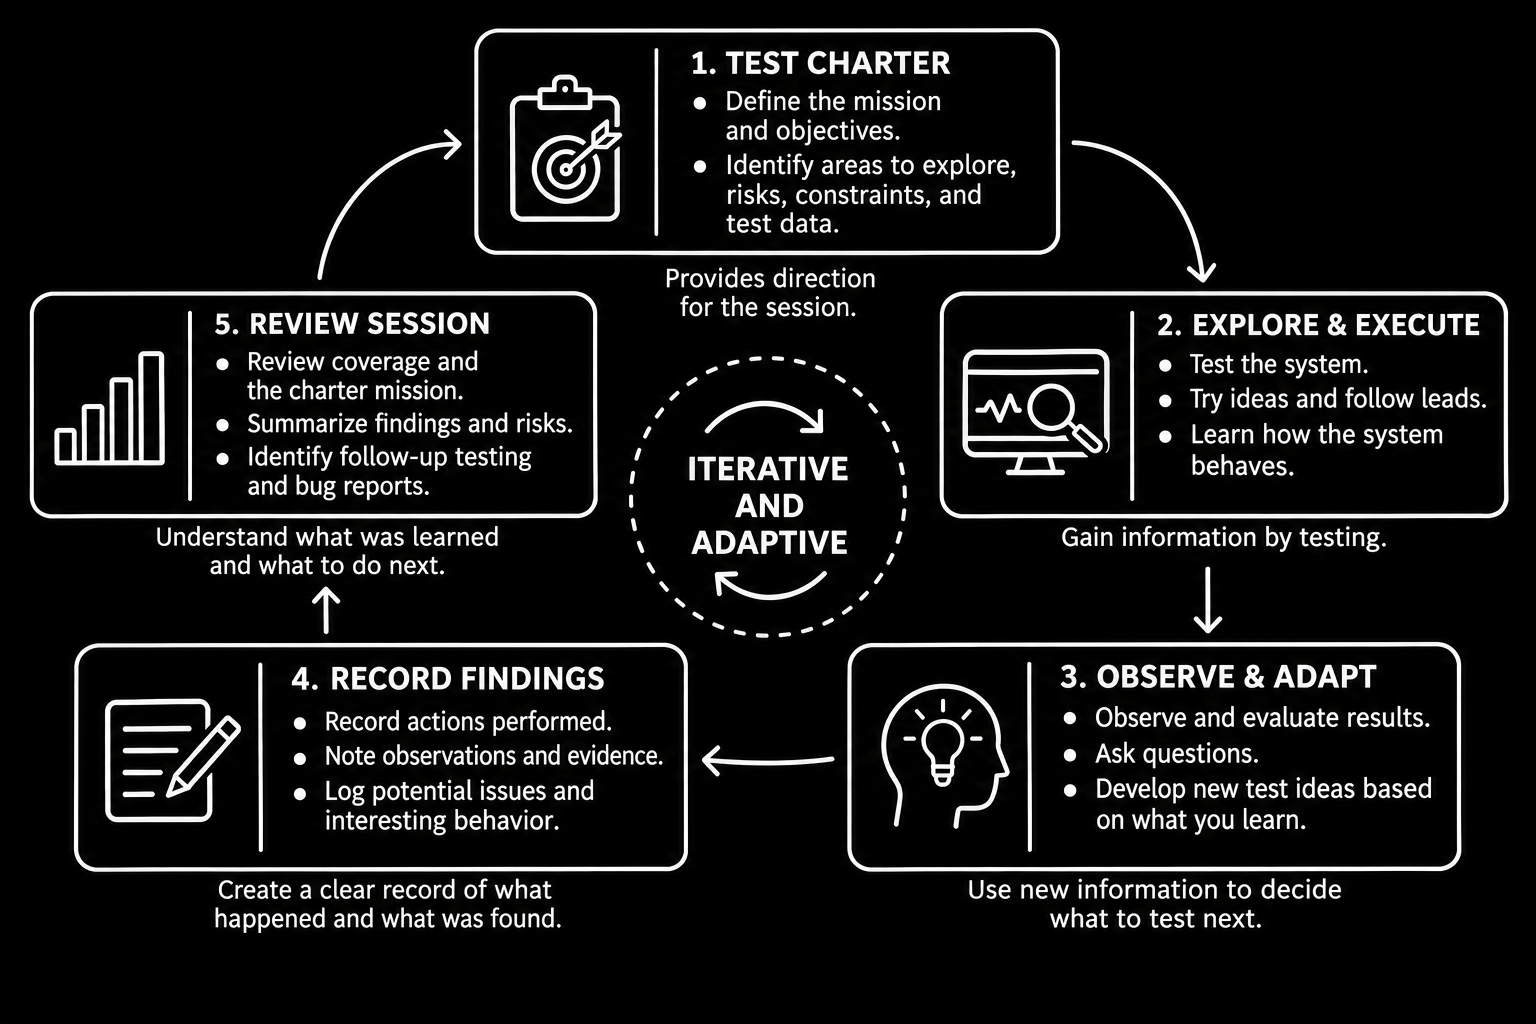 1. TEST CHARTER
● Define the mission
and objectives.
● Identify areas to explore,
risks, constraints, and
test data.
Provides direction
for the session.
2. EXPLORE & EXECUTE
● Test the system.
● Try ideas and follow leads.
● Learn how the system
behaves.
Gain information by testing.
3. OBSERVE & ADAPT
● Observe and evaluate results.
● Ask questions.
● Develop new test ideas based
on what you learn.
Use new information to decide
what to test next.
4. RECORD FINDINGS
● Record actions performed.
● Note observations and evidence.
● Log potential issues and
interesting behavior.
Create a clear record of what
happened and what was found.
5. REVIEW SESSION
● Review coverage and
the charter mission.
● Summarize findings and risks.
● Identify follow-up testing
and bug reports.
Understand what was learned
and what to do next.
ITERATIVE
AND
ADAPTIVE